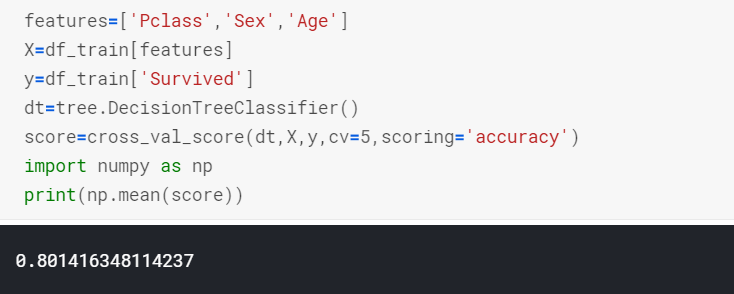 features=['Pclass','Sex','Age']
X=df_train[features]
y=df_train['Survived']
dt=tree.DecisionTreeClassifier()
score=cross_val_score(dt,X,y,cv=5,scoring='accuracy')
import numpy as np
print(np.mean(score))
0.801416348114237